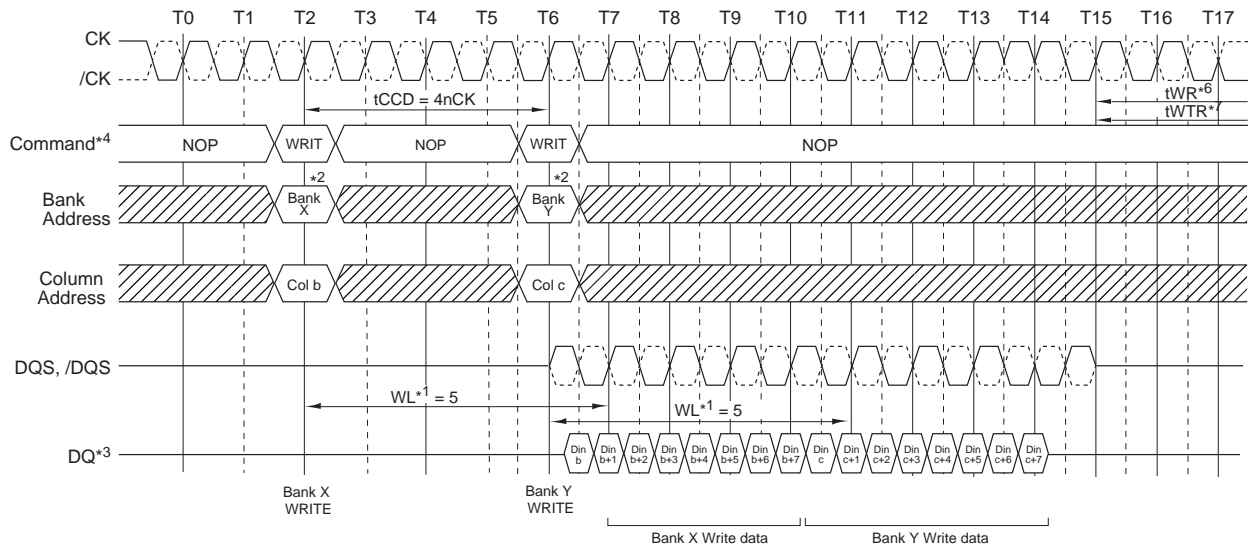 T0 T1 T2 T3 T4 T5 T6 T7 T8 T9 T10 T11 T12 T13 T14 T15 T16 T17
CK
/CK
tCCD = 4nCK
tWR*6
tWTR*7
Command*4
NOP WRIT NOP WRIT NOP
*2 *2
Bank Address
Bank X
Bank Y
Column Address
Col b Col c
DQS, /DQS
WL*1 = 5 WL*1 = 5
DQ*3
Din b Din b+1 Din b+2 Din b+3 Din b+4 Din b+5 Din b+6 Din b+7 Din c Din c+1 Din c+2 Din c+3 Din c+4 Din c+5 Din c+6 Din c+7
Bank X WRITE
Bank Y WRITE
Bank X Write data Bank Y Write data